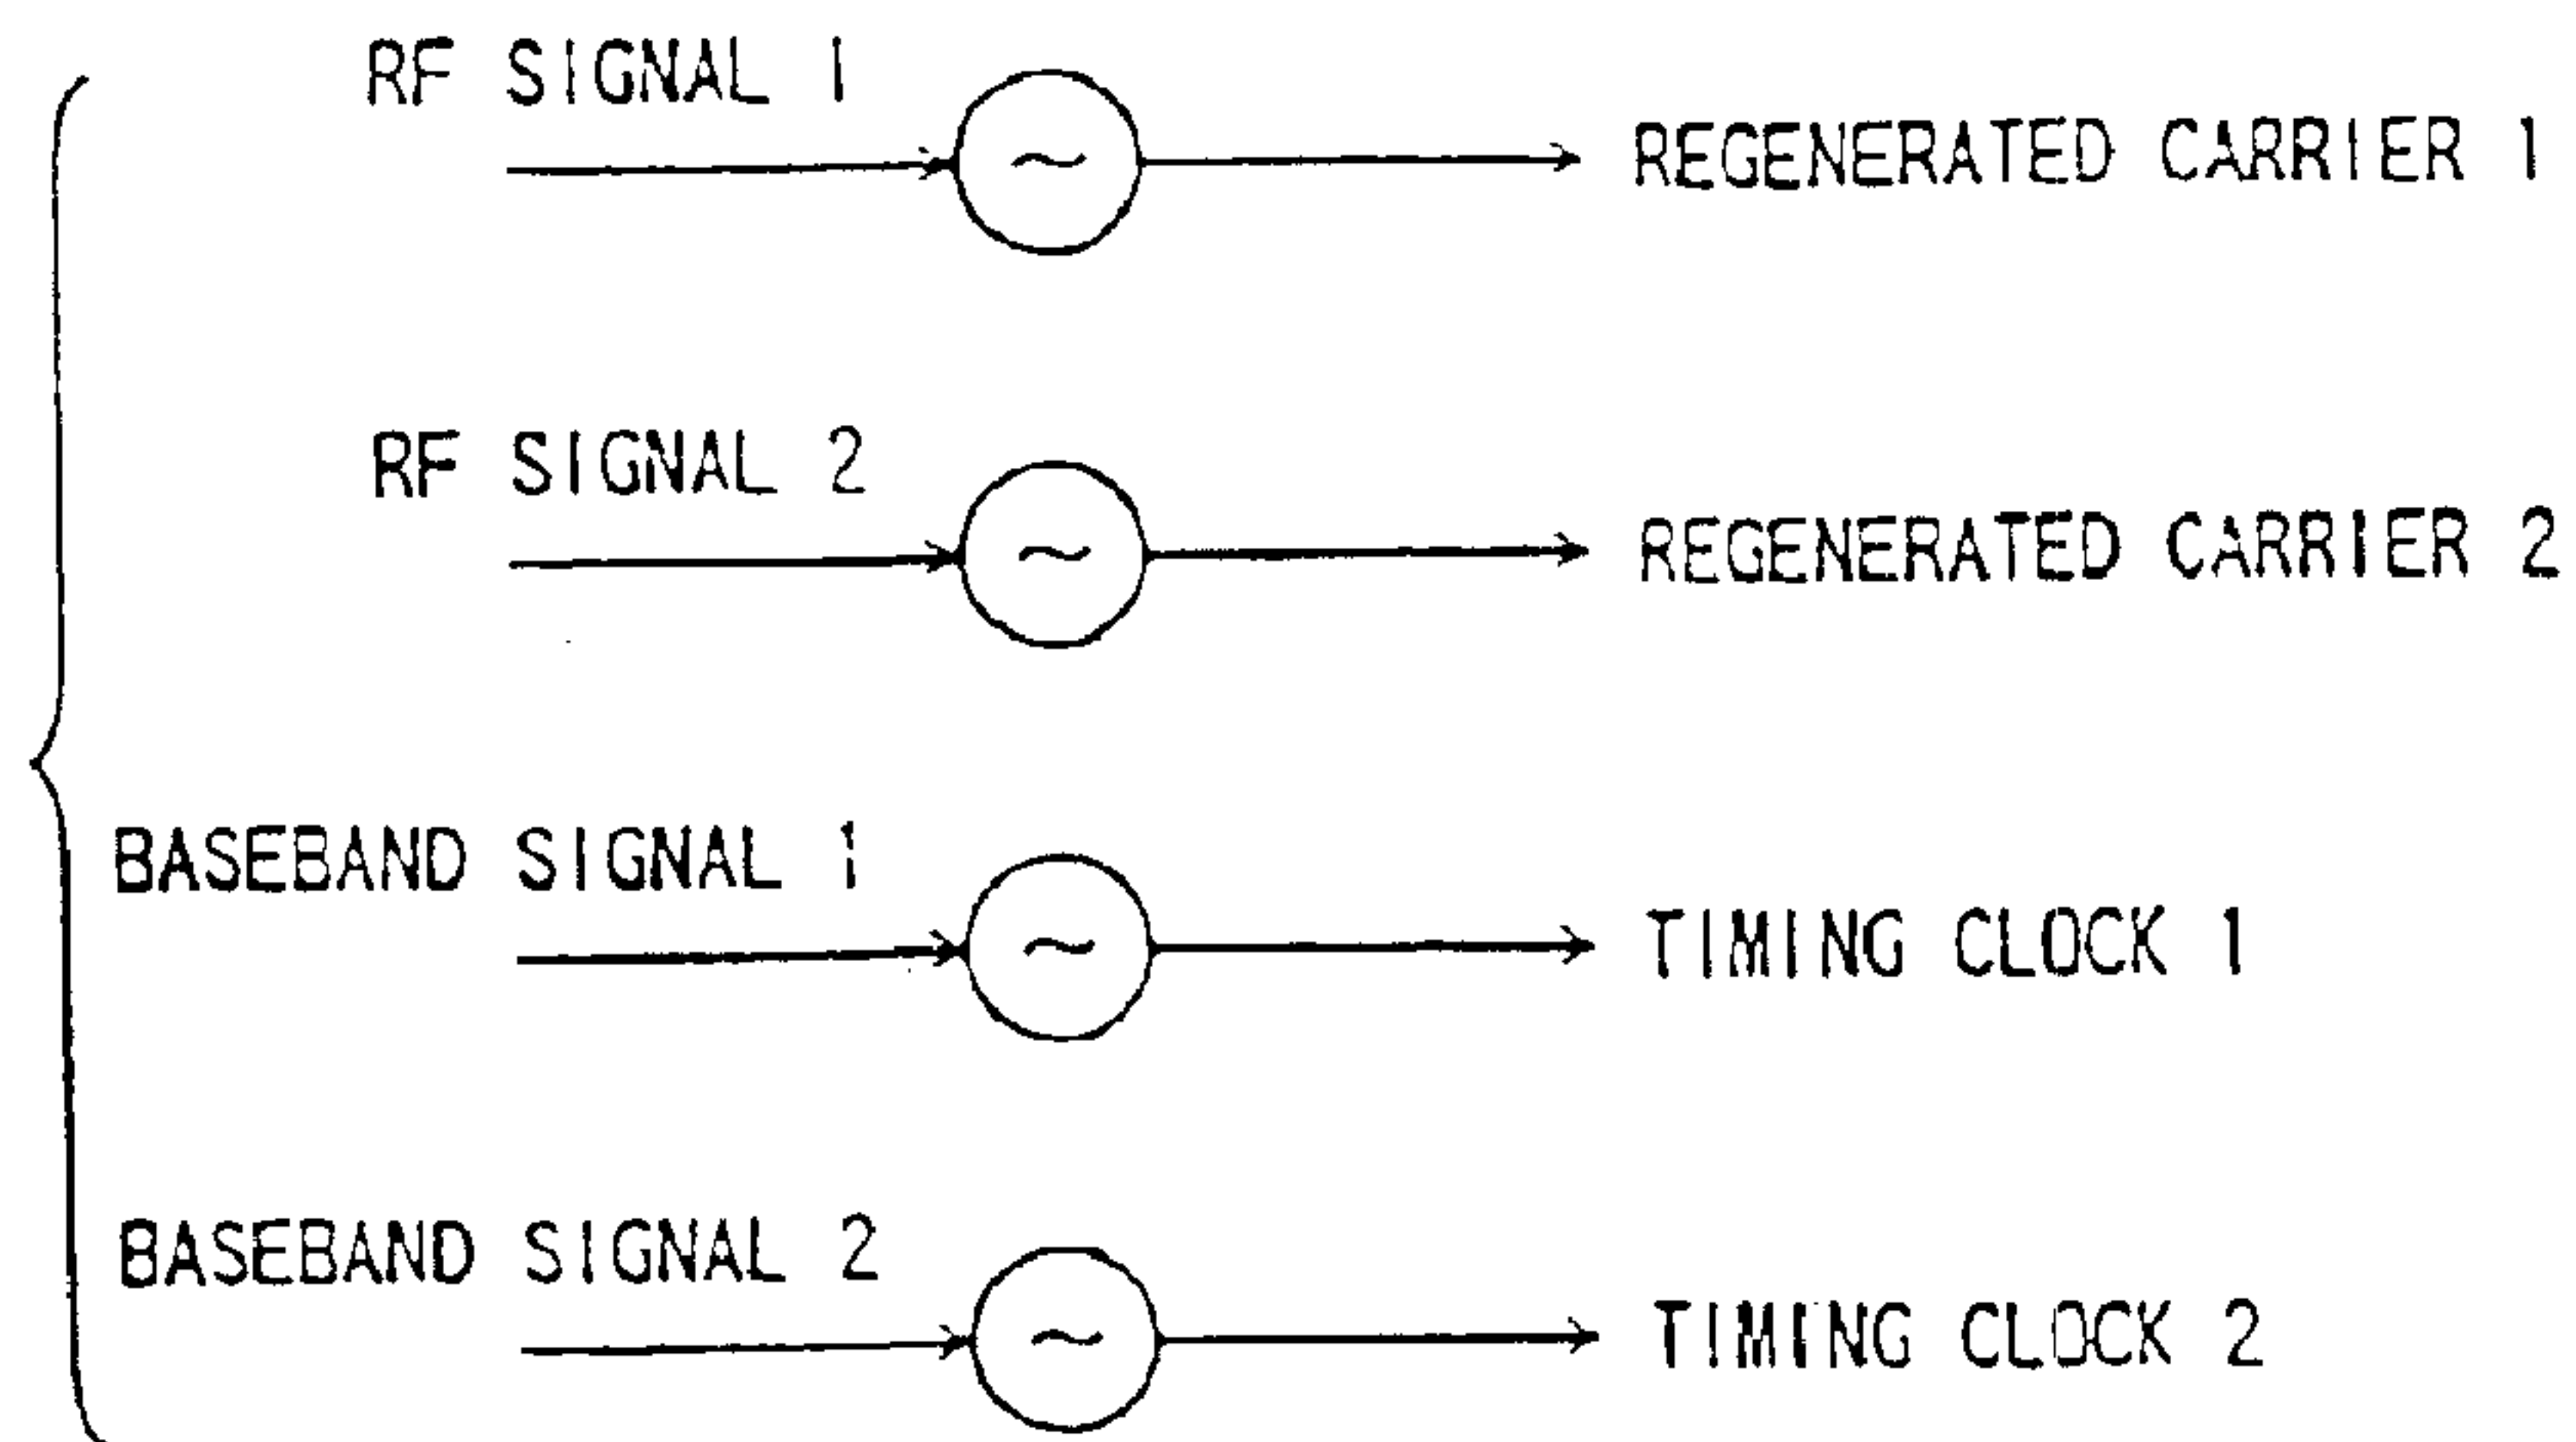 RF SIGNAL 1
REGENERATED CARRIER 1
RF SIGNAL 2
REGENERATED CARRIER 2
BASEBAND SIGNAL 1
TIMING CLOCK 1
BASEBAND SIGNAL 2
TIMING CLOCK 2